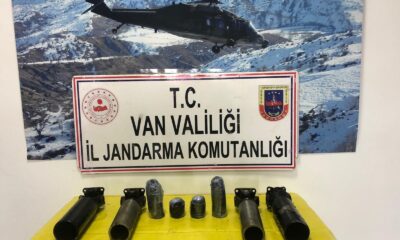 T.C.
VAN VALİLİĞİ
İL JANDARMA KOMUTANLIĞI